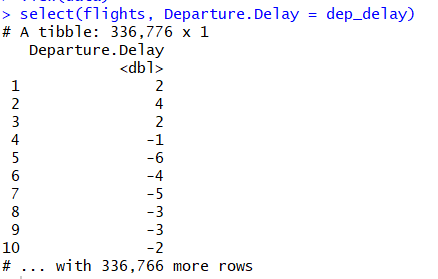 > select(flights, Departure.Delay = dep_delay)
# A tibble: 336,776 x 1
   Departure.Delay
             <dbl>
 1               2
 2               4
 3               2
 4              -1
 5              -6
 6              -4
 7              -5
 8              -3
 9              -3
10              -2
# ... with 336,766 more rows